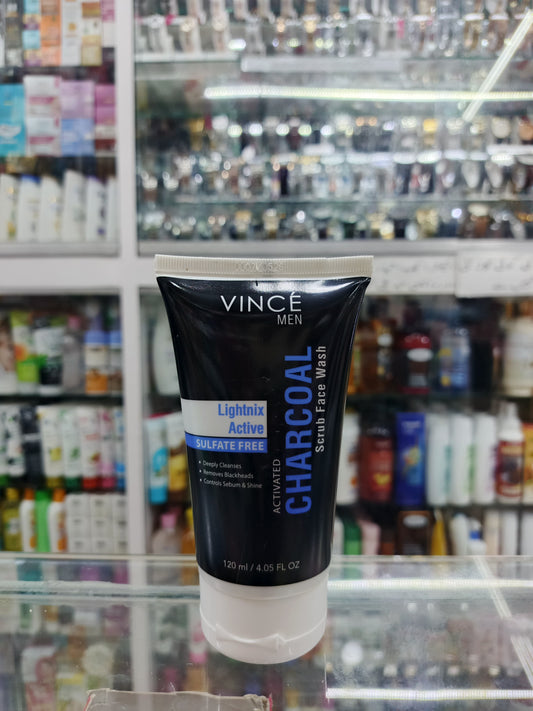 VINCÉ
MEN
Lightnix
Active
SULFATE FREE
• Deeply Cleanses
• Removes Blackheads
• Controls Sebum & Shine
ACTIVATED
CHARCOAL
Scrub Face Wash
120 ml / 4.05 FL OZ